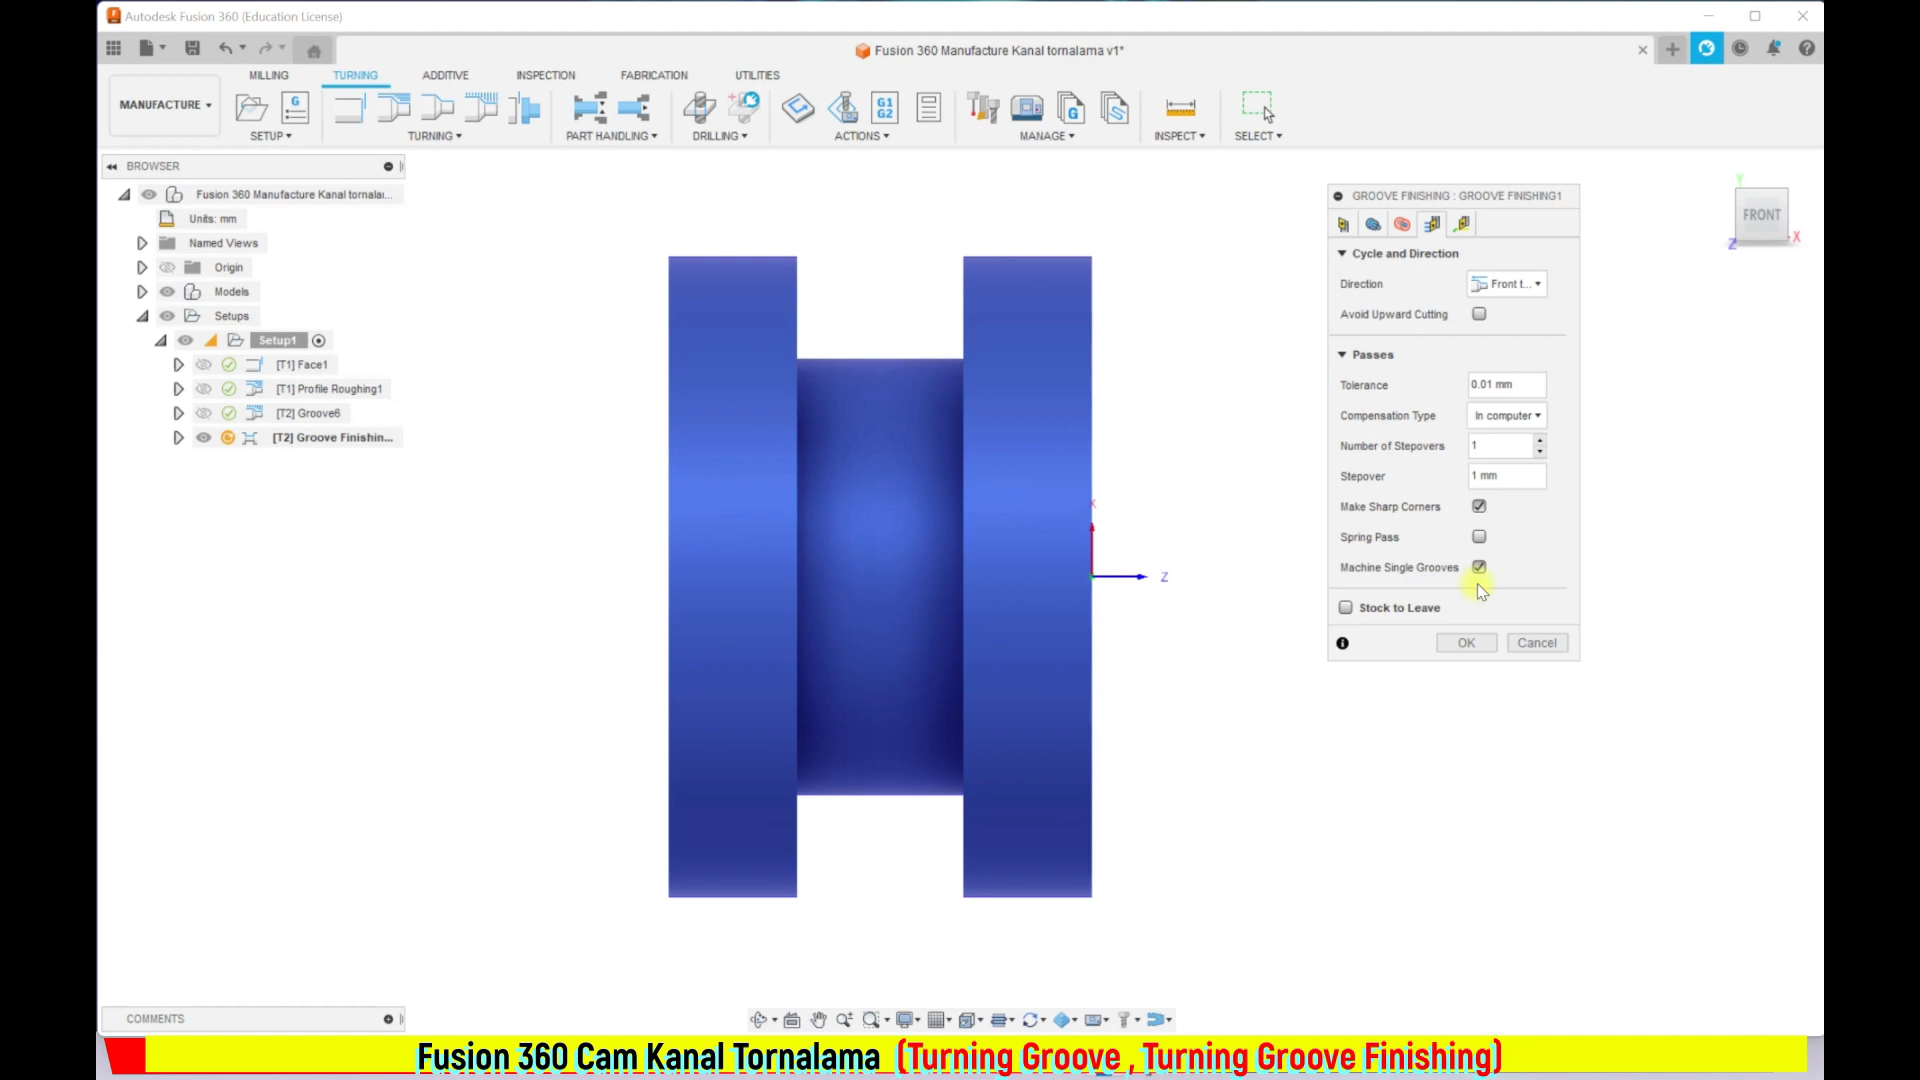 Autodesk Fusion 360 (Education License)
Fusion 360 Manufacture Kanal tornalama v1*
MILLING TURNING ADDITIVE INSPECTION FABRICATION UTILITIES
MANUFACTURE
G
G1 G2
G
SETUP TURNING PART HANDLING DRILLING ACTIONS MANAGE INSPECT SELECT
BROWSER
Fusion 360 Manufacture Kanal tornalaı...
Units: mm
Named Views
Origin
Models
Setups
Setup1
[T1] Face1
[T1] Profile Roughing1
[T2] Groove6
[T2] Groove Finishin...
X
Z
GROOVE FINISHING : GROOVE FINISHING1
Cycle and Direction
Direction Front t...
Avoid Upward Cutting
Passes
Tolerance 0.01 mm
Compensation Type In computer
Number of Stepovers 1
Stepover 1 mm
Make Sharp Corners
Spring Pass
Machine Single Grooves
Stock to Leave
OK Cancel
Y
FRONT
Z X
COMMENTS
Fusion 360 Cam Kanal Tornalama (Turning Groove , Turning Groove Finishing)